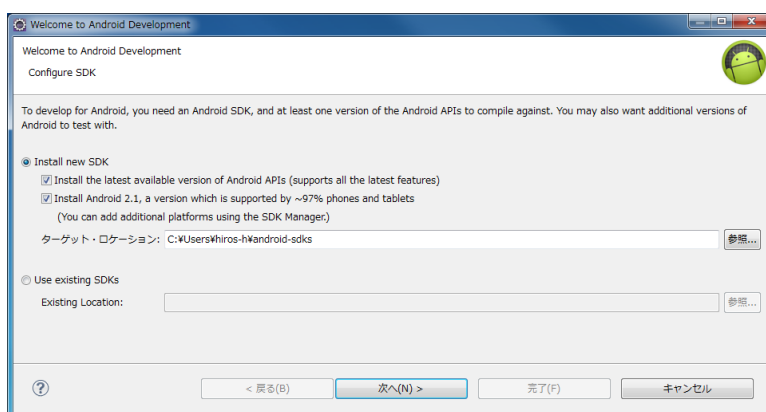 Welcome to Android Development
Welcome to Android Development
Configure SDK
To develop for Android, you need an Android SDK, and at least one version of the Android APIs to compile against. You may also want additional versions of
Android to test with.
Install new SDK
Install the latest available version of Android APIs (supports all the latest features)
Install Android 2.1, a version which is supported by ~97% phones and tablets
(You can add additional platforms using the SDK Manager.)
ターゲット・ロケーション: C:¥Users¥hiros-h¥android-sdks 参照...
Use existing SDKs
Existing Location: 参照...
? < 戻る(B) 次へ(N) > 完了(F) キャンセル